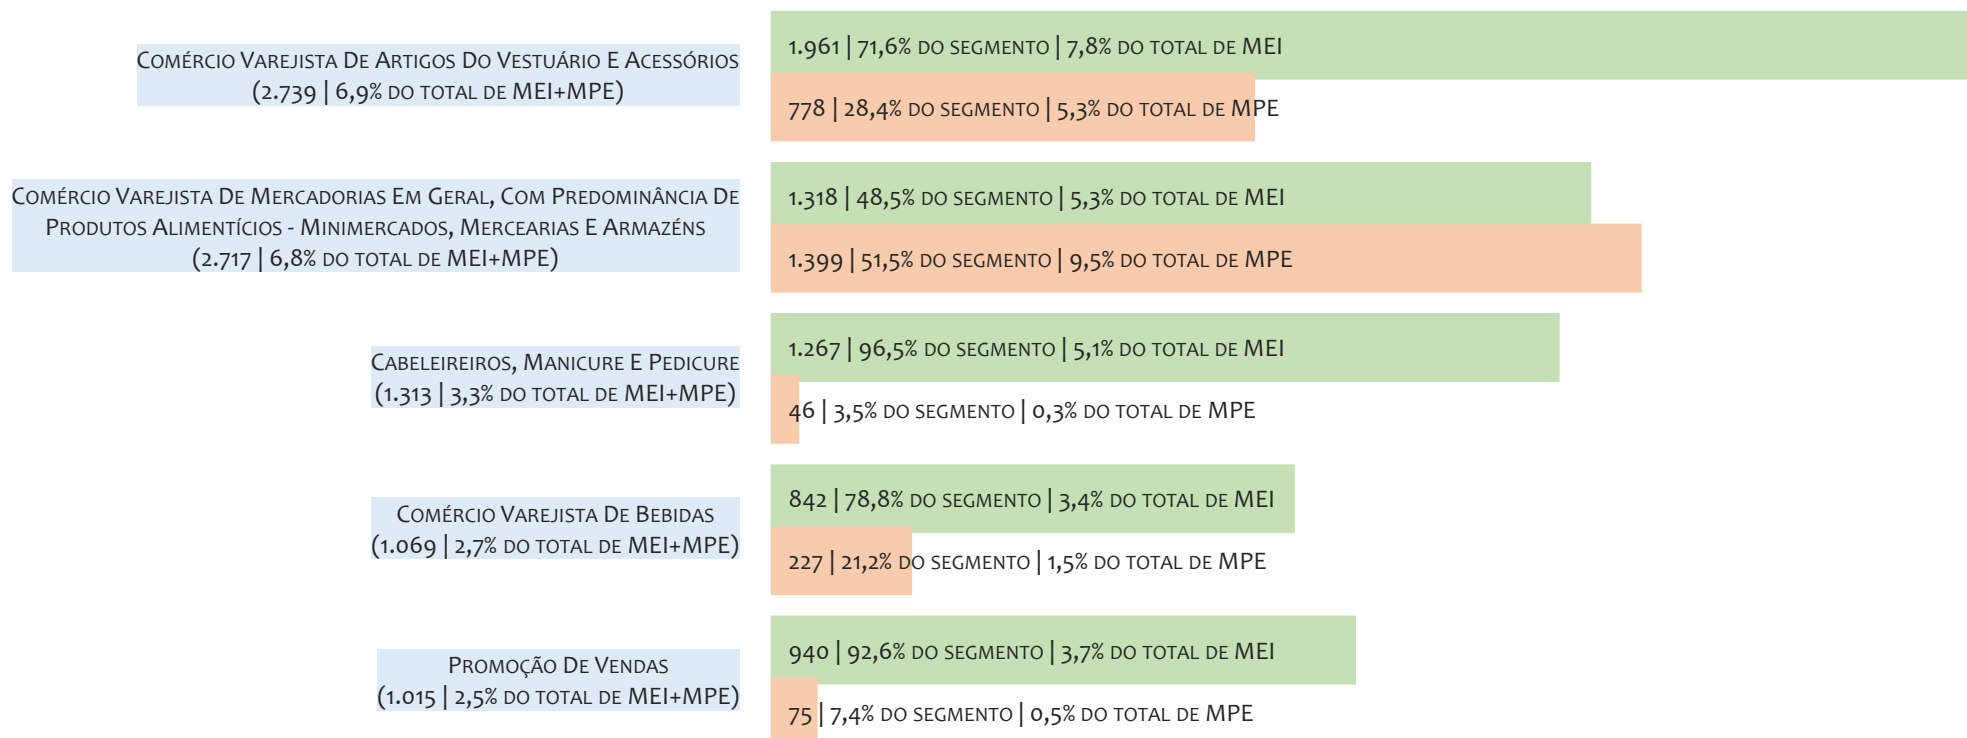 Comércio Varejista De Artigos Do Vestuário E Acessórios
(2.739 | 6,9% do total de MEI+MPE)
1.961 | 71,6% do segmento | 7,8% do total de MEI
778 | 28,4% do segmento | 5,3% do total de MPE
Comércio Varejista De Mercadorias Em Geral, Com Predominância De
Produtos Alimentícios - Minimercados, Mercearias E Armazéns
(2.717 | 6,8% do total de MEI+MPE)
1.318 | 48,5% do segmento | 5,3% do total de MEI
1.399 | 51,5% do segmento | 9,5% do total de MPE
Cabeleireiros, Manicure E Pedicure
(1.313 | 3,3% do total de MEI+MPE)
1.267 | 96,5% do segmento | 5,1% do total de MEI
46 | 3,5% do segmento | 0,3% do total de MPE
Comércio Varejista De Bebidas
(1.069 | 2,7% do total de MEI+MPE)
842 | 78,8% do segmento | 3,4% do total de MEI
227 | 21,2% do segmento | 1,5% do total de MPE
Promoção De Vendas
(1.015 | 2,5% do total de MEI+MPE)
940 | 92,6% do segmento | 3,7% do total de MEI
75 | 7,4% do segmento | 0,5% do total de MPE